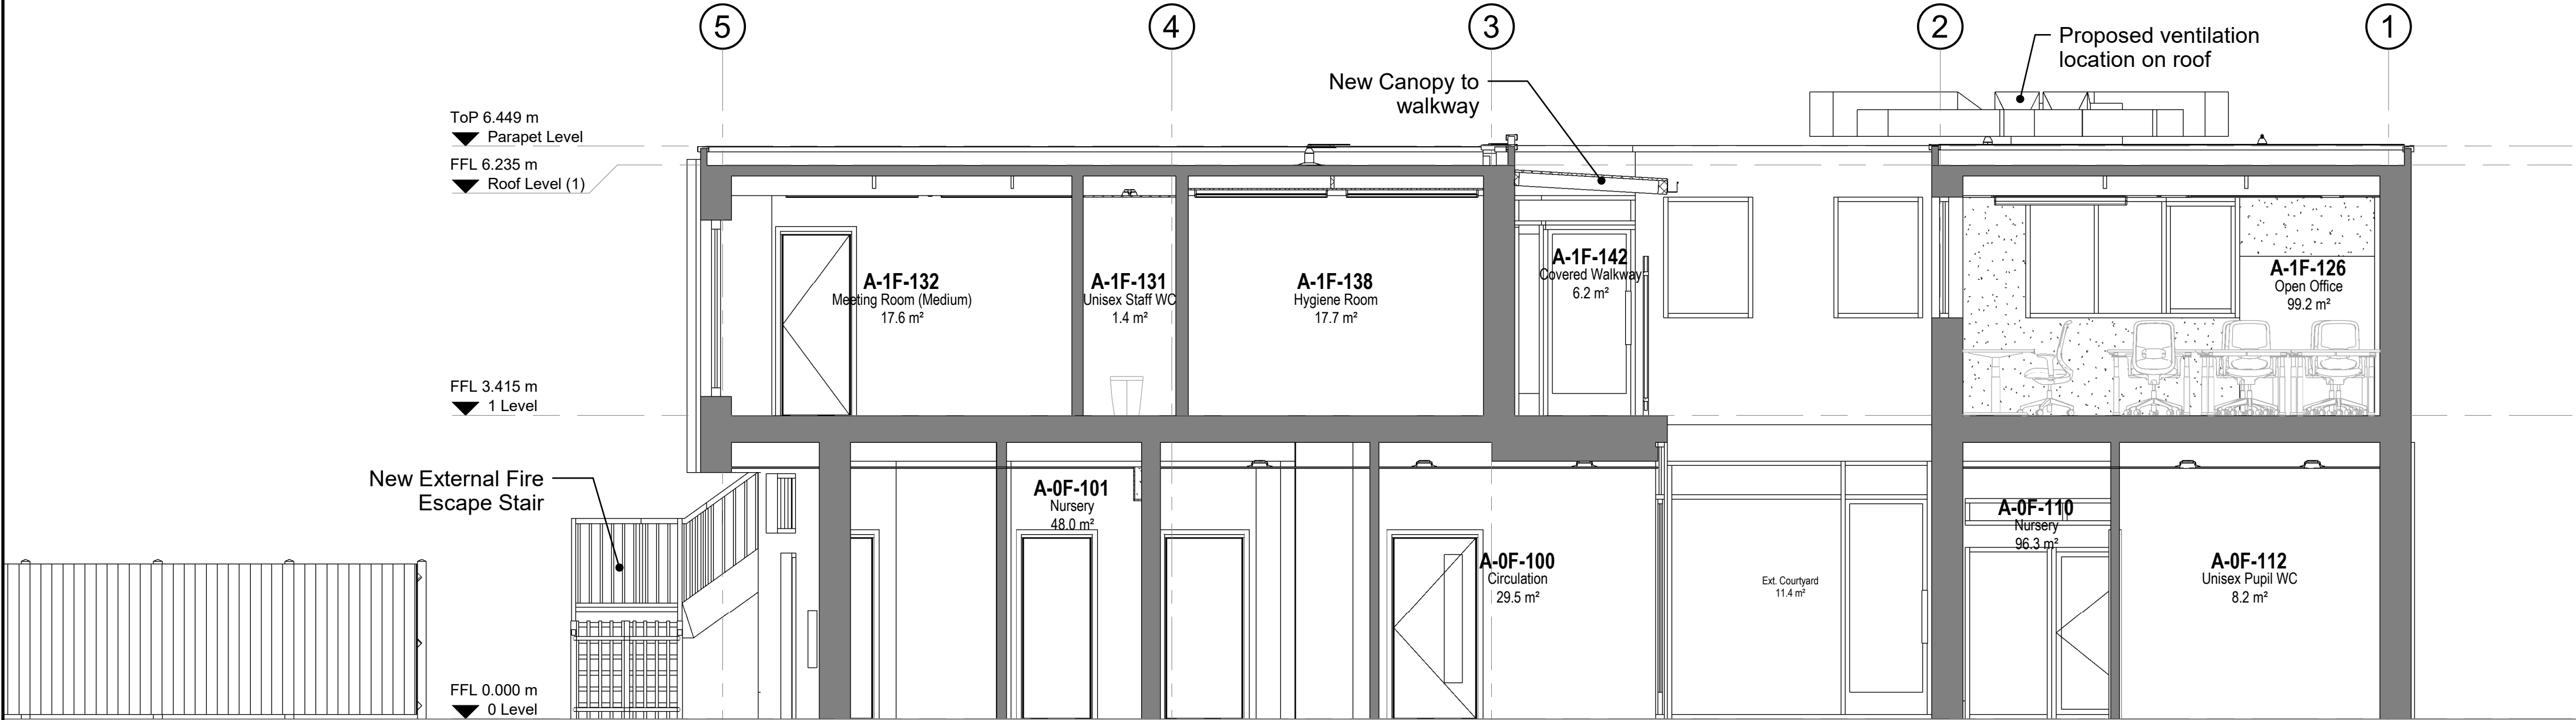 5
4
3
2
1
Proposed ventilation
location on roof
New Canopy to
walkway
ToP 6.449 m
Parapet Level
FFL 6.235 m
Roof Level (1)
A-1F-132
Meeting Room (Medium)
17.6 m²
A-1F-131
Unisex Staff WC
1.4 m²
A-1F-138
Hygiene Room
17.7 m²
A-1F-142
Covered Walkway
6.2 m²
A-1F-126
Open Office
99.2 m²
FFL 3.415 m
1 Level
New External Fire
Escape Stair
A-0F-101
Nursery
48.0 m²
A-0F-100
Circulation
29.5 m²
Ext. Courtyard
11.4 m²
A-0F-110
Nursery
96.3 m²
A-0F-112
Unisex Pupil WC
8.2 m²
FFL 0.000 m
0 Level